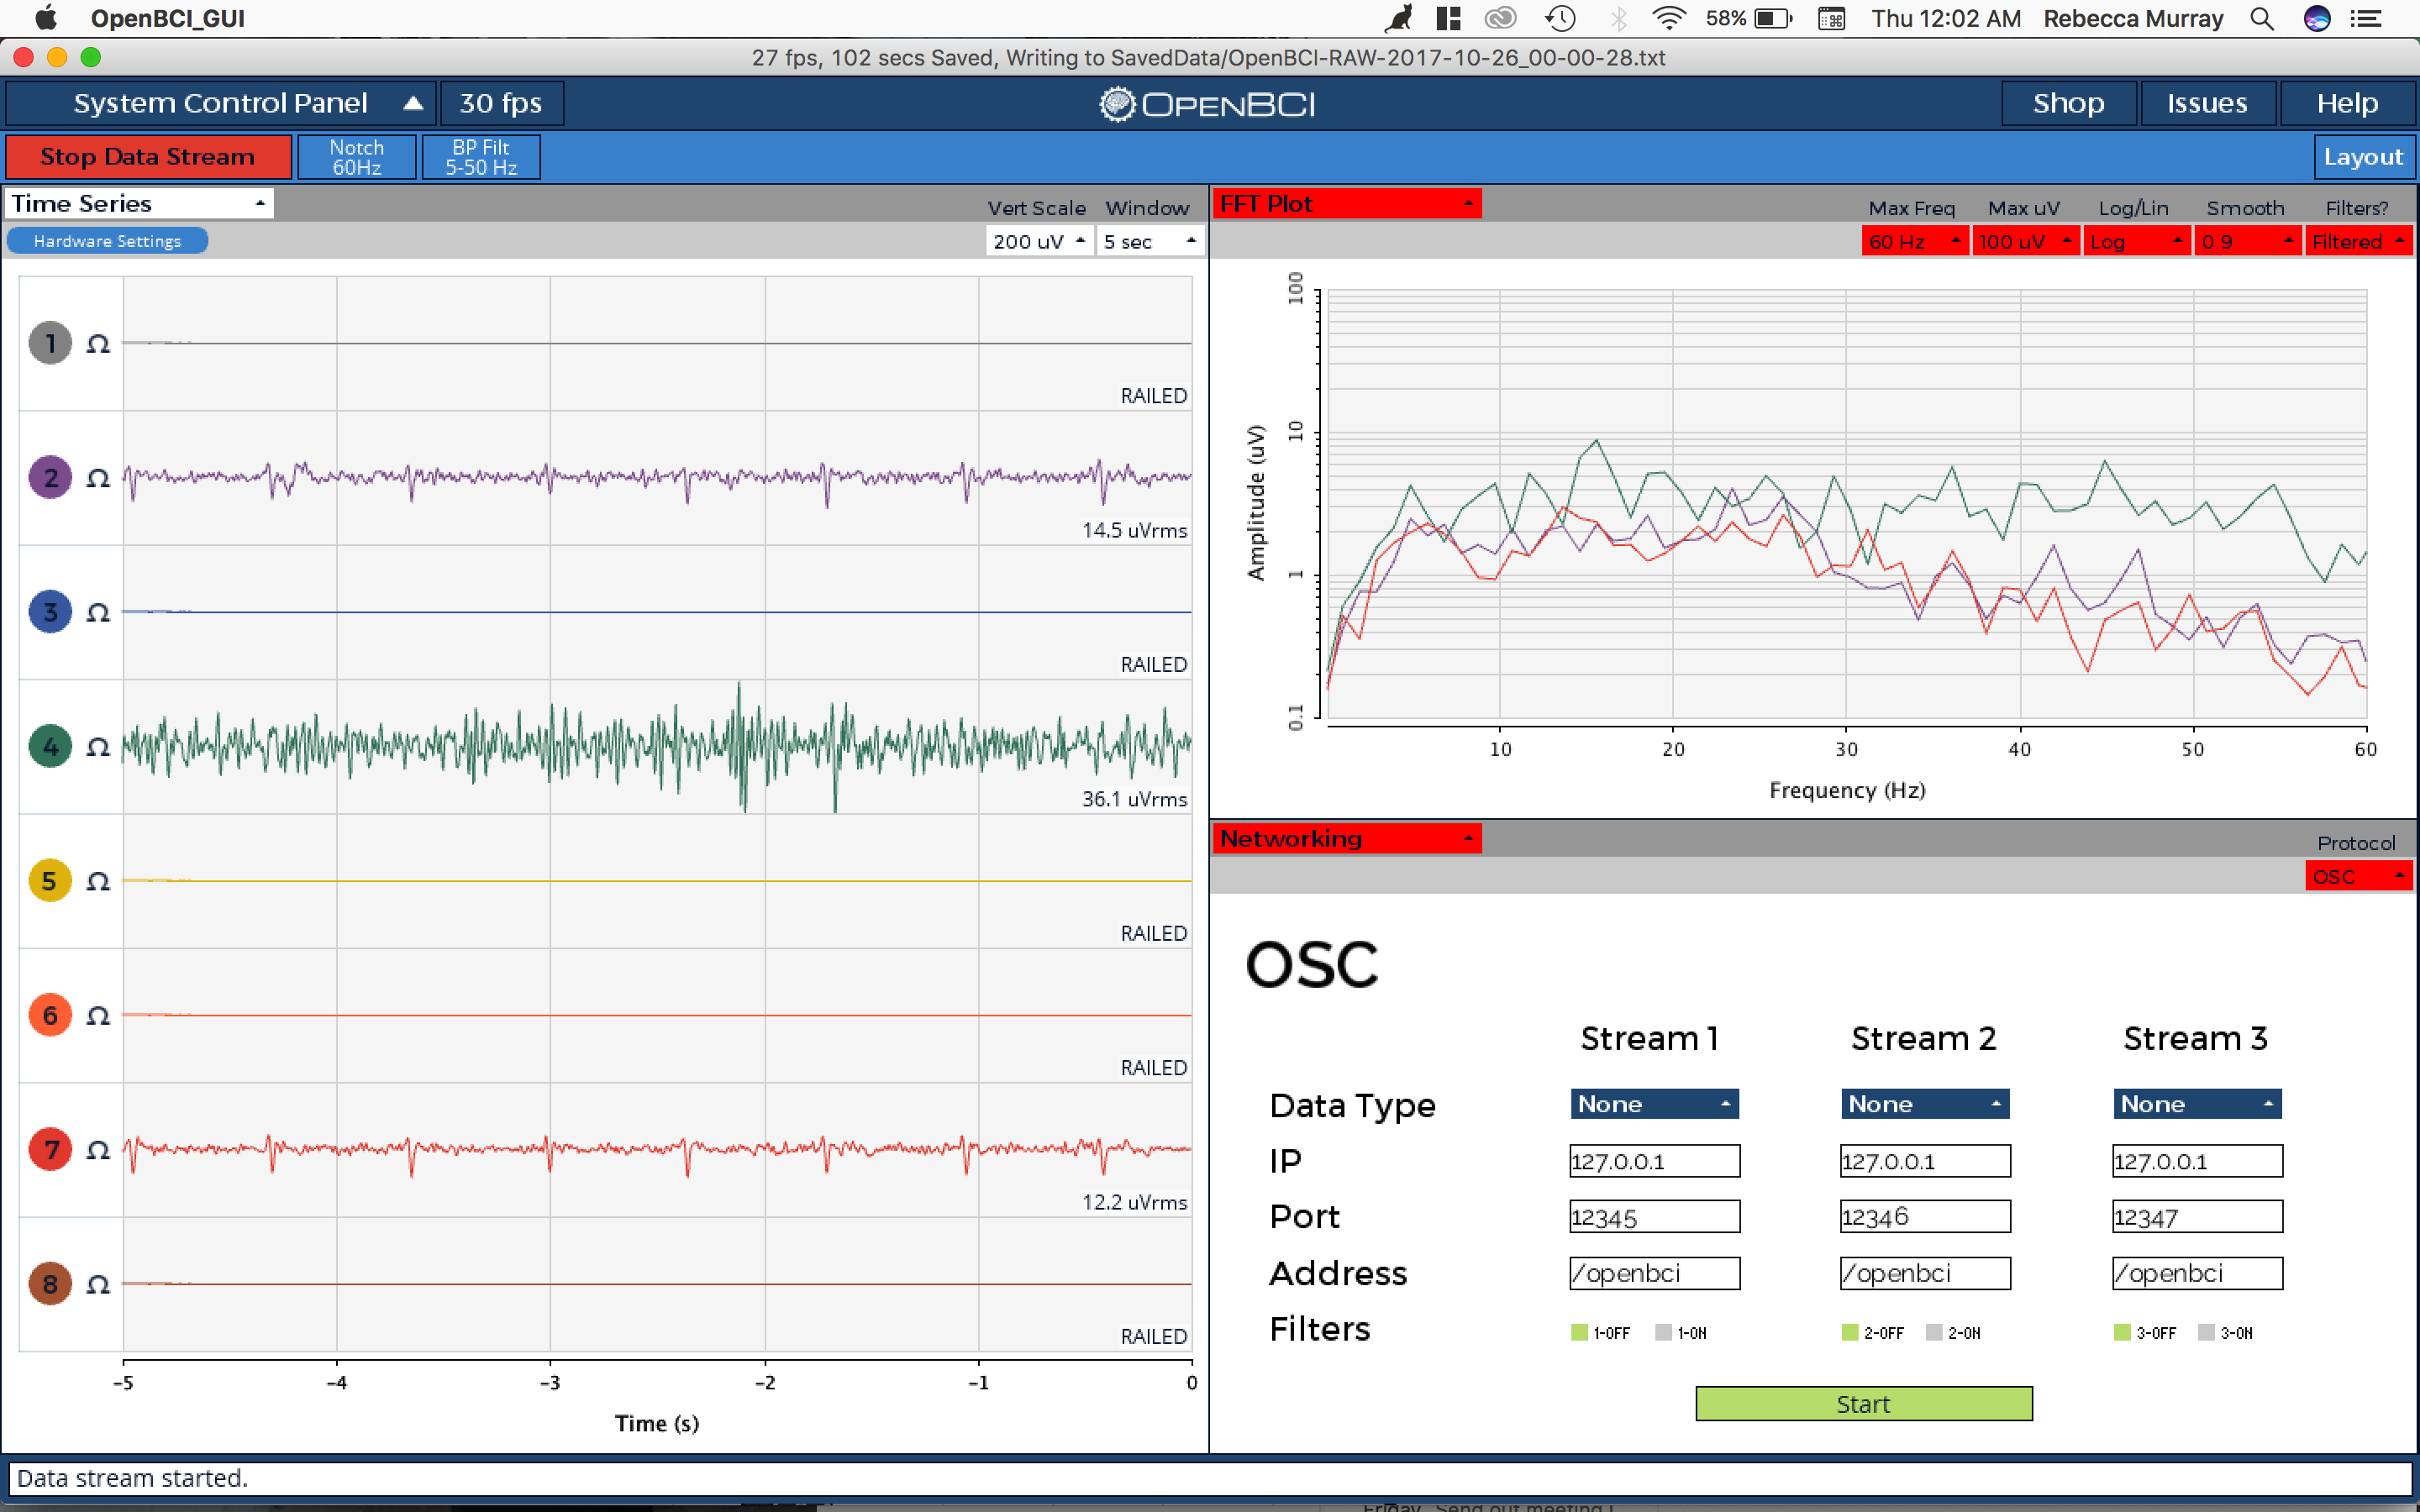 OpenBCI_GUI
58%
Thu 12:02 AM Rebecca Murray
27 fps, 102 secs Saved, Writing to SavedData/OpenBCI-RAW-2017-10-26_00-00-28.txt
System Control Panel
30 fps
OPENBCI
Shop
Issues
Help
Stop Data Stream
Notch
60Hz
BP Filt
5-50 Hz
Layout
Time Series
Vert Scale Window
Hardware Settings
200 uV
5 sec
1 Ω
RAILED
2 Ω
14.5 uVrms
3 Ω
RAILED
4 Ω
36.1 uVrms
5 Ω
RAILED
6 Ω
RAILED
7 Ω
12.2 uVrms
8 Ω
RAILED
-5 -4 -3 -2 -1 0
Time (s)
FFT Plot
Max Freq Max uV Log/Lin Smooth Filters?
60 Hz 100 uV Log 0.9 Filtered
100
10
1
0.1
Amplitude (uV)
10 20 30 40 50 60
Frequency (Hz)
Networking
Protocol
OSC
OSC
Stream 1 Stream 2 Stream 3
Data Type None None None
IP 127.0.0.1 127.0.0.1 127.0.0.1
Port 12345 12346 12347
Address /openbci /openbci /openbci
Filters 1-OFF 1-ON 2-OFF 2-ON 3-OFF 3-ON
Start
Data stream started.